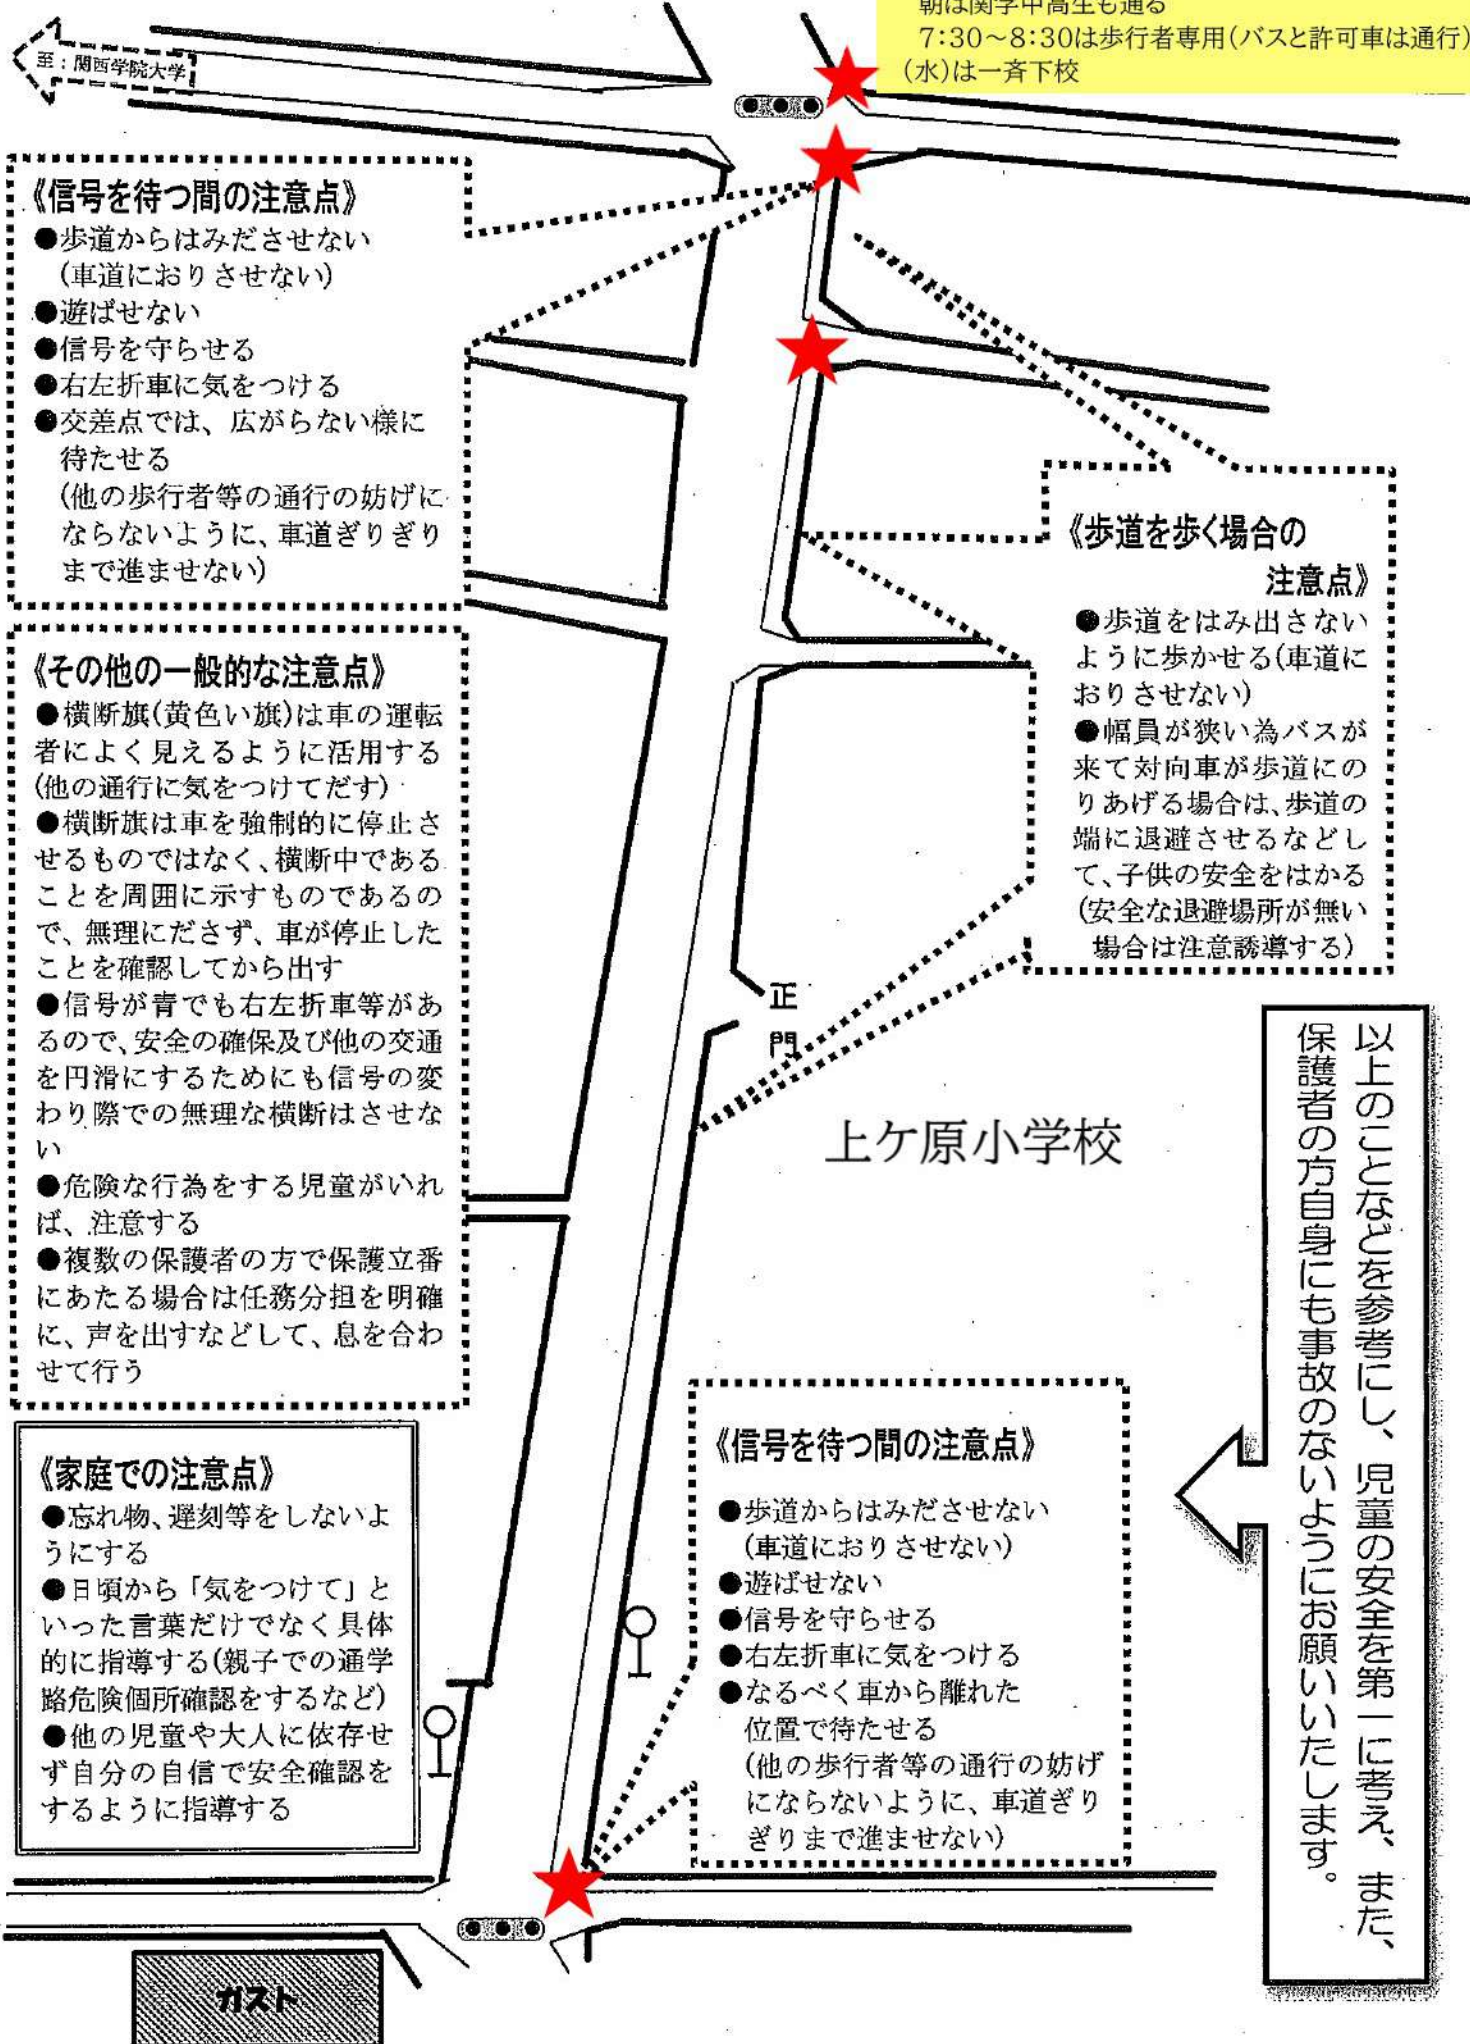 朝は関学中高生も通る
7:30～8:30は歩行者専用(バスと許可車は通行)
(水)は一斉下校
至：関西学院大学
《信号を待つ間の注意点》
●歩道からはみださせない
(車道におりさせない)
●遊ばせない
●信号を守らせる
●右左折車に気をつける
●交差点では、広がらない様に
待たせる
(他の歩行者等の通行の妨げに
ならないように、車道ぎりぎり
まで進ませない)
《歩道を歩く場合の
注意点》
●歩道をはみ出さない
ように歩かせる(車道に
おりさせない)
●幅員が狭い為バスが
来て対向車が歩道にの
りあげる場合は、歩道の
端に退避させるなどし
て、子供の安全をはかる
(安全な退避場所が無い
場合は注意誘導する)
《その他の一般的な注意点》
●横断旗(黄色い旗)は車の運転
者によく見えるように活用する
(他の通行に気をつけてだす)
●横断旗は車を強制的に停止さ
せるものではなく、横断中である
ことを周囲に示すものであるの
で、無理にださず、車が停止した
ことを確認してから出す
●信号が青でも右左折車等があ
るので、安全の確保及び他の交通
を円滑にするためにも信号の変
わり際での無理な横断はさせな
い
●危険な行為をする児童がいれ
ば、注意する
●複数の保護者の方で保護立番
にあたる場合は任務分担を明確
に、声を出すなどして、息を合わ
せて行う
正門
上ケ原小学校
以上のことなどを参考にし、児童の安全を第一に考え、また、
保護者の方自身にも事故のないようにお願いいたします。
《家庭での注意点》
●忘れ物、遅刻等をしないよ
うにする
●日頃から「気をつけて」と
いった言葉だけでなく具体
的に指導する(親子での通学
路危険個所確認をするなど)
●他の児童や大人に依存せ
ず自分の自信で安全確認を
するように指導する
《信号を待つ間の注意点》
●歩道からはみださせない
(車道におりさせない)
●遊ばせない
●信号を守らせる
●右左折車に気をつける
●なるべく車から離れた
位置で待たせる
(他の歩行者等の通行の妨げ
にならないように、車道ぎり
ぎりまで進ませない)
ガスト